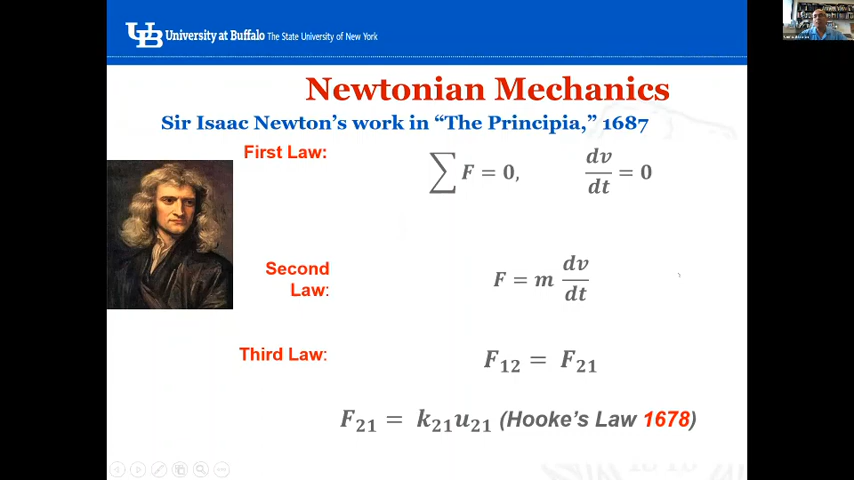 UB University at Buffalo The State University of New York
Newtonian Mechanics
Sir Isaac Newton's work in “The Principia,” 1687
First Law:
∑ F = 0, dv/dt = 0
Second
Law:
F = m dv/dt
Third Law:
F₁₂ = F₂₁
F₂₁ = k₂₁u₂₁ (Hooke's Law 1678)